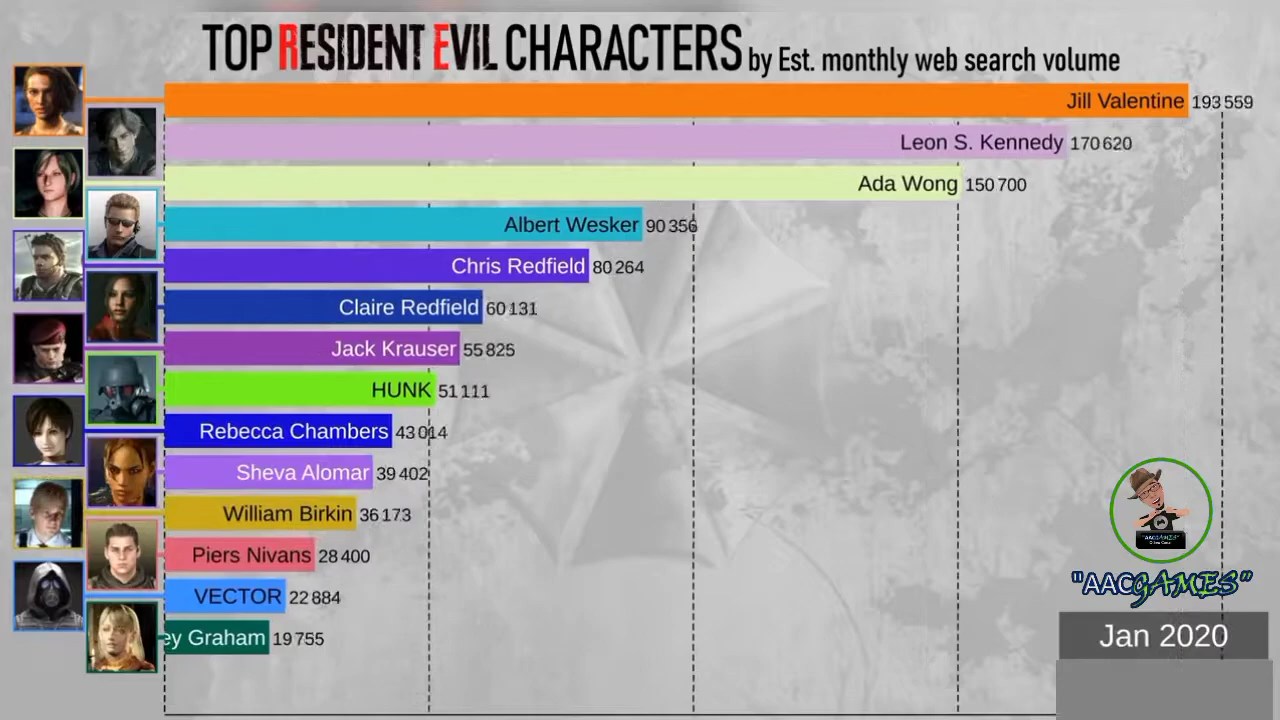 TOP RESIDENT EVIL CHARACTERS by Est. monthly web search volume
Jill Valentine 193 559
Leon S. Kennedy 170 620
Ada Wong 150 700
Albert Wesker 90 356
Chris Redfield 80 264
Claire Redfield 60 131
Jack Krauser 55 825
HUNK 51 111
Rebecca Chambers 43 014
Sheva Alomar 39 402
William Birkin 36 173
Piers Nivans 28 400
VECTOR 22 884
ey Graham 19 755
"AACGAMES"
"AACGAMES"
Jan 2020